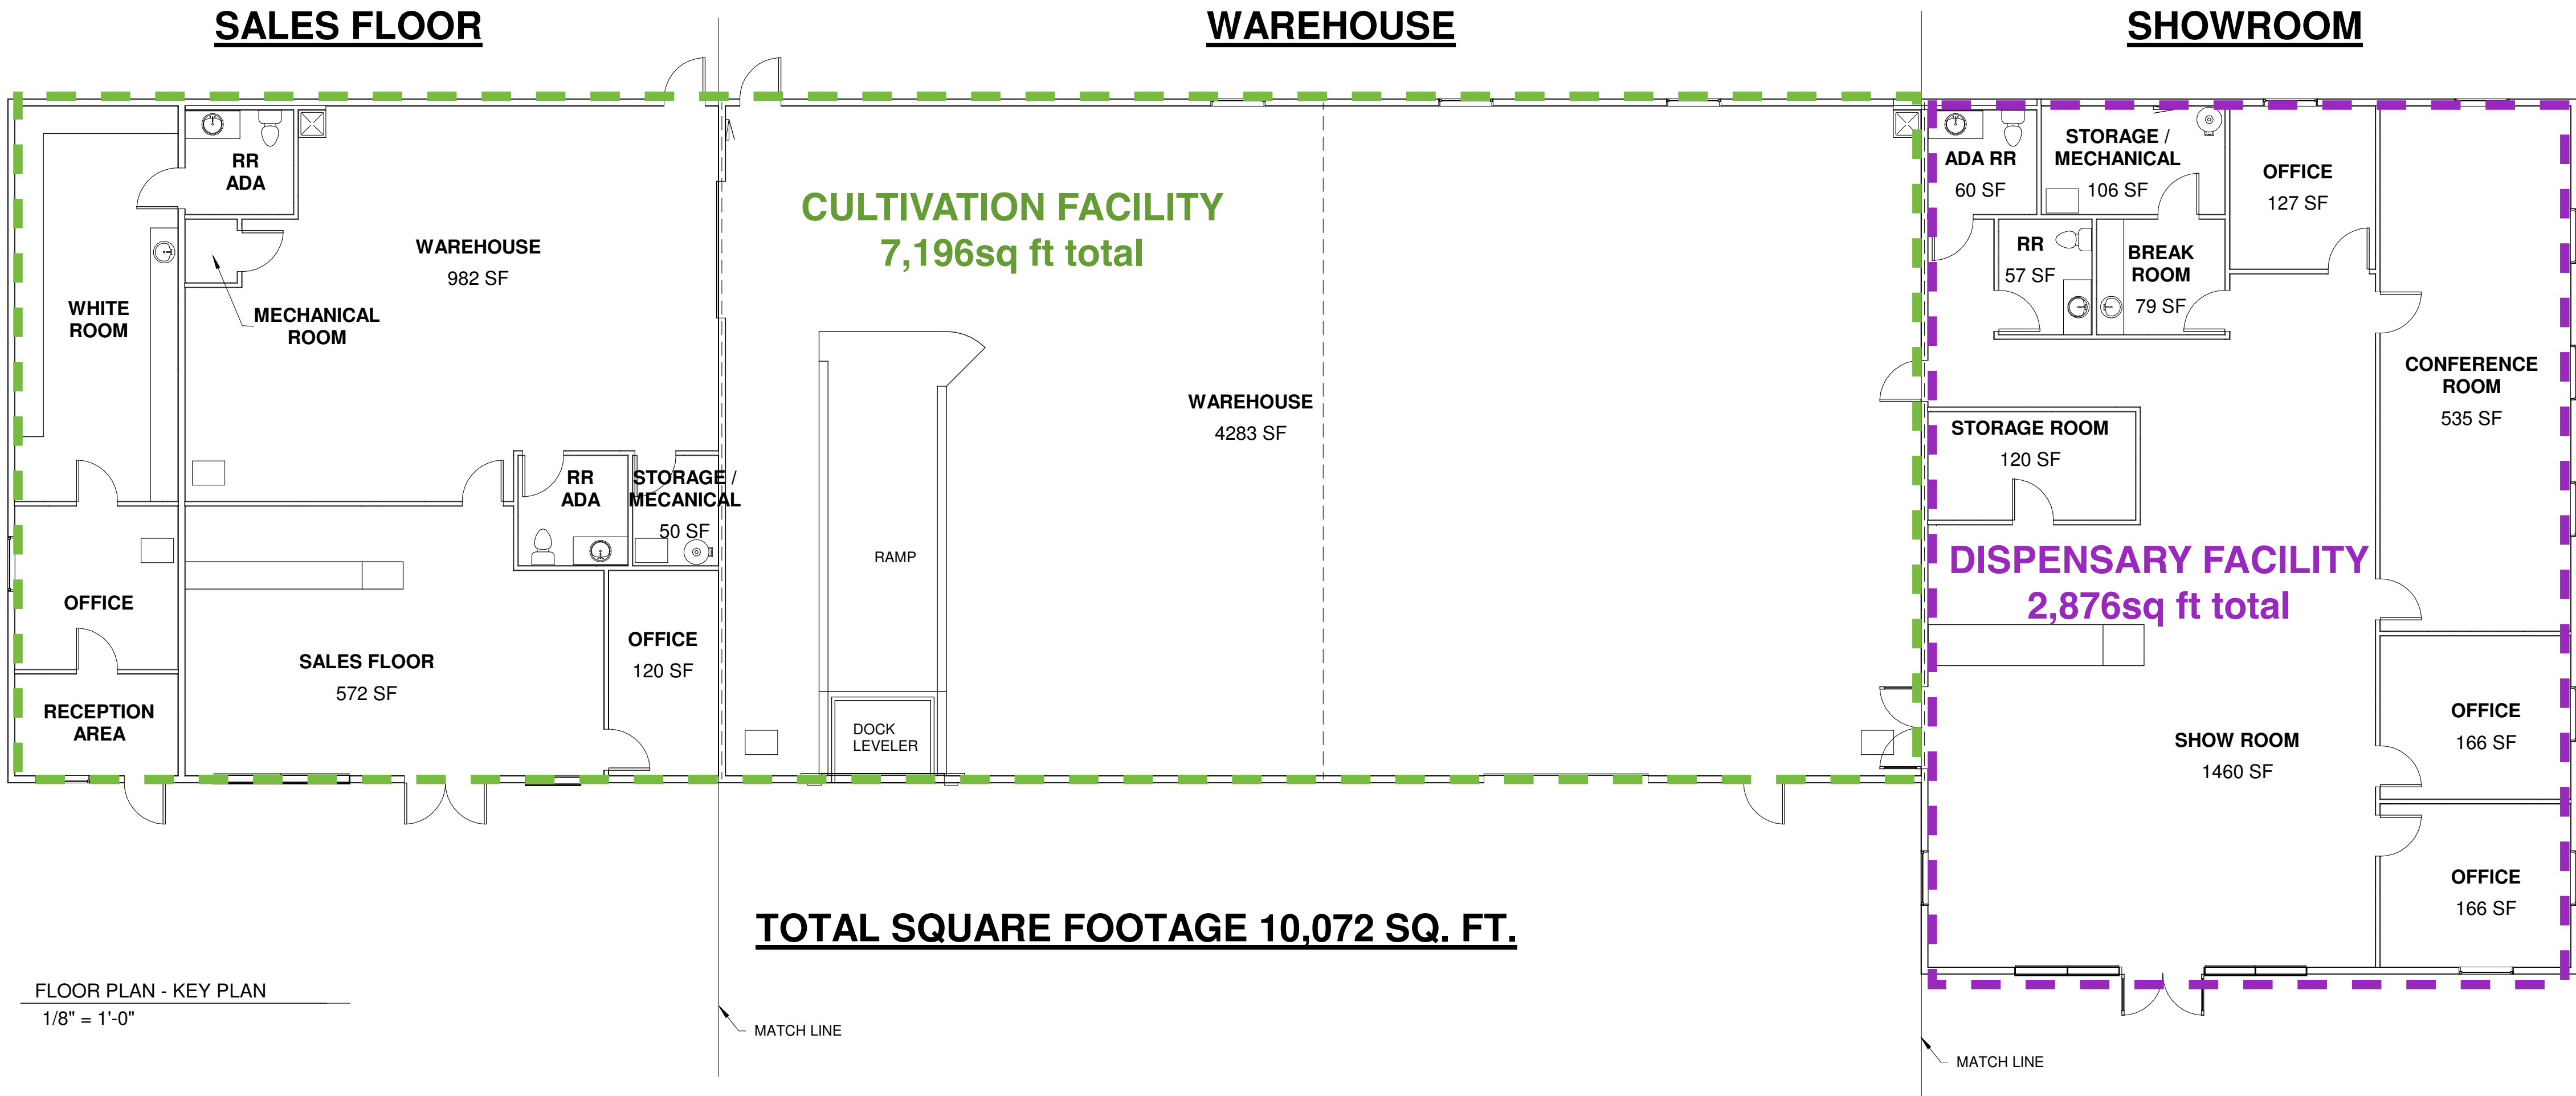 SALES FLOOR
WAREHOUSE
SHOWROOM
RR
ADA
WAREHOUSE
982 SF
WHITE
ROOM
MECHANICAL
ROOM
RR
ADA
STORAGE /
MECANICAL
50 SF
OFFICE
SALES FLOOR
572 SF
OFFICE
120 SF
RECEPTION
AREA
CULTIVATION FACILITY
7,196sq ft total
WAREHOUSE
4283 SF
RAMP
DOCK
LEVELER
ADA RR
60 SF
STORAGE /
MECHANICAL
106 SF
OFFICE
127 SF
RR
57 SF
BREAK
ROOM
79 SF
CONFERENCE
ROOM
535 SF
STORAGE ROOM
120 SF
DISPENSARY FACILITY
2,876sq ft total
SHOW ROOM
1460 SF
OFFICE
166 SF
OFFICE
166 SF
TOTAL SQUARE FOOTAGE 10,072 SQ. FT.
FLOOR PLAN - KEY PLAN
1/8" = 1'-0"
MATCH LINE
MATCH LINE